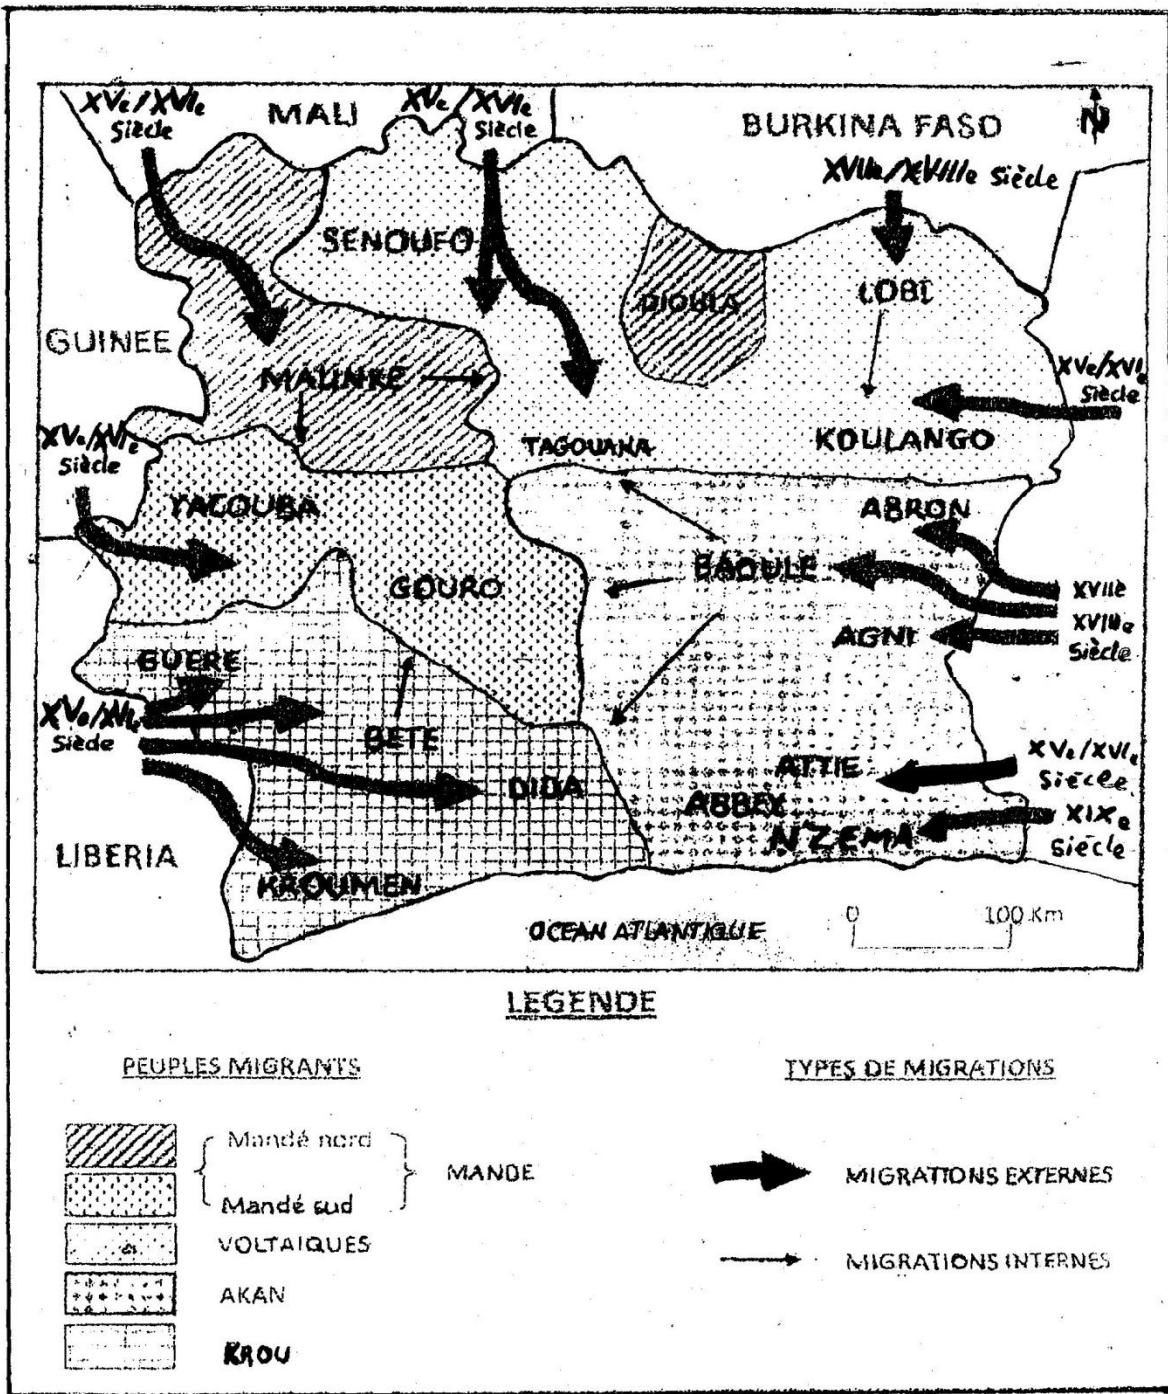 XVe/XVIe
Siècle
MALI
XVe/XVIe
Siècle
BURKINA FASO
N
XVIIe/XVIIIe Siècle
SENOUFO
DIOULA
LOBI
GUINEE
MALINKE
XVe/XVIe
Siècle
XVe/XVIe
Siècle
TAGOUANA
KOULANGO
YACOUBA
ABRON
GOURO
BAOULE
XVIIè
XVIIIe
Siècle
AGNI
GUERE
XVe/XVIe
Siècle
BETE
DIDA
ATTIE
XVe/XVIe
Siècle
ABBEY
N'ZEMA
XIXe
Siècle
LIBERIA
KROUMEN
OCEAN ATLANTIQUE
0 100 Km
LEGENDE
PEUPLES MIGRANTS
TYPES DE MIGRATIONS
Mandé nord
MANDE
Mandé sud
VOLTAIQUES
AKAN
KROU
MIGRATIONS EXTERNES
MIGRATIONS INTERNES